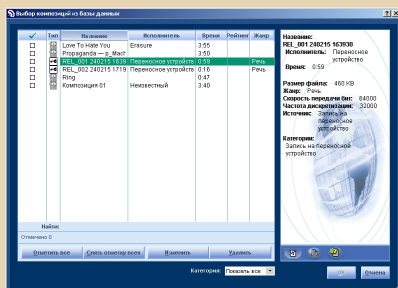 Выбор композиций из базы данных
✓ Тип Название Исполнитель Время Рейтинг Жанр
Love To Hate You Erasure 3:55
Propaganda — p_Mach 3:50
REL_001 240215 1639 Переносное устройств 0:59 Речь
REL_002 240215 1719 Переносное устройств 0:16 Речь
Ring 0:47
Композиция 01 Неизвестный 3:40
Найти:
Отмечено 0
Отметить все Снять отметку всех Изменить Удалить
Категория: Показать все
Название:
REL_001 240215 163930
Исполнитель: Переносное
устройство
Время: 0:59
Размер файла: 460 KB
Жанр: Речь
Скорость передачи бит: 64000
Частота дискретизации: 32000
Источник: Запись на
переносное
устройство
Категории:
Запись на переносное
устройство
OK Отмена